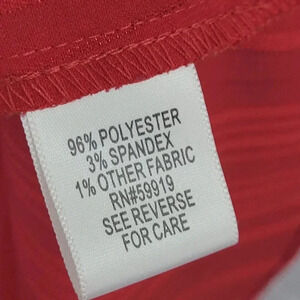 96% POLYESTER
3% SPANDEX
1% OTHER FABRIC
RN#59919
SEE REVERSE
FOR CARE